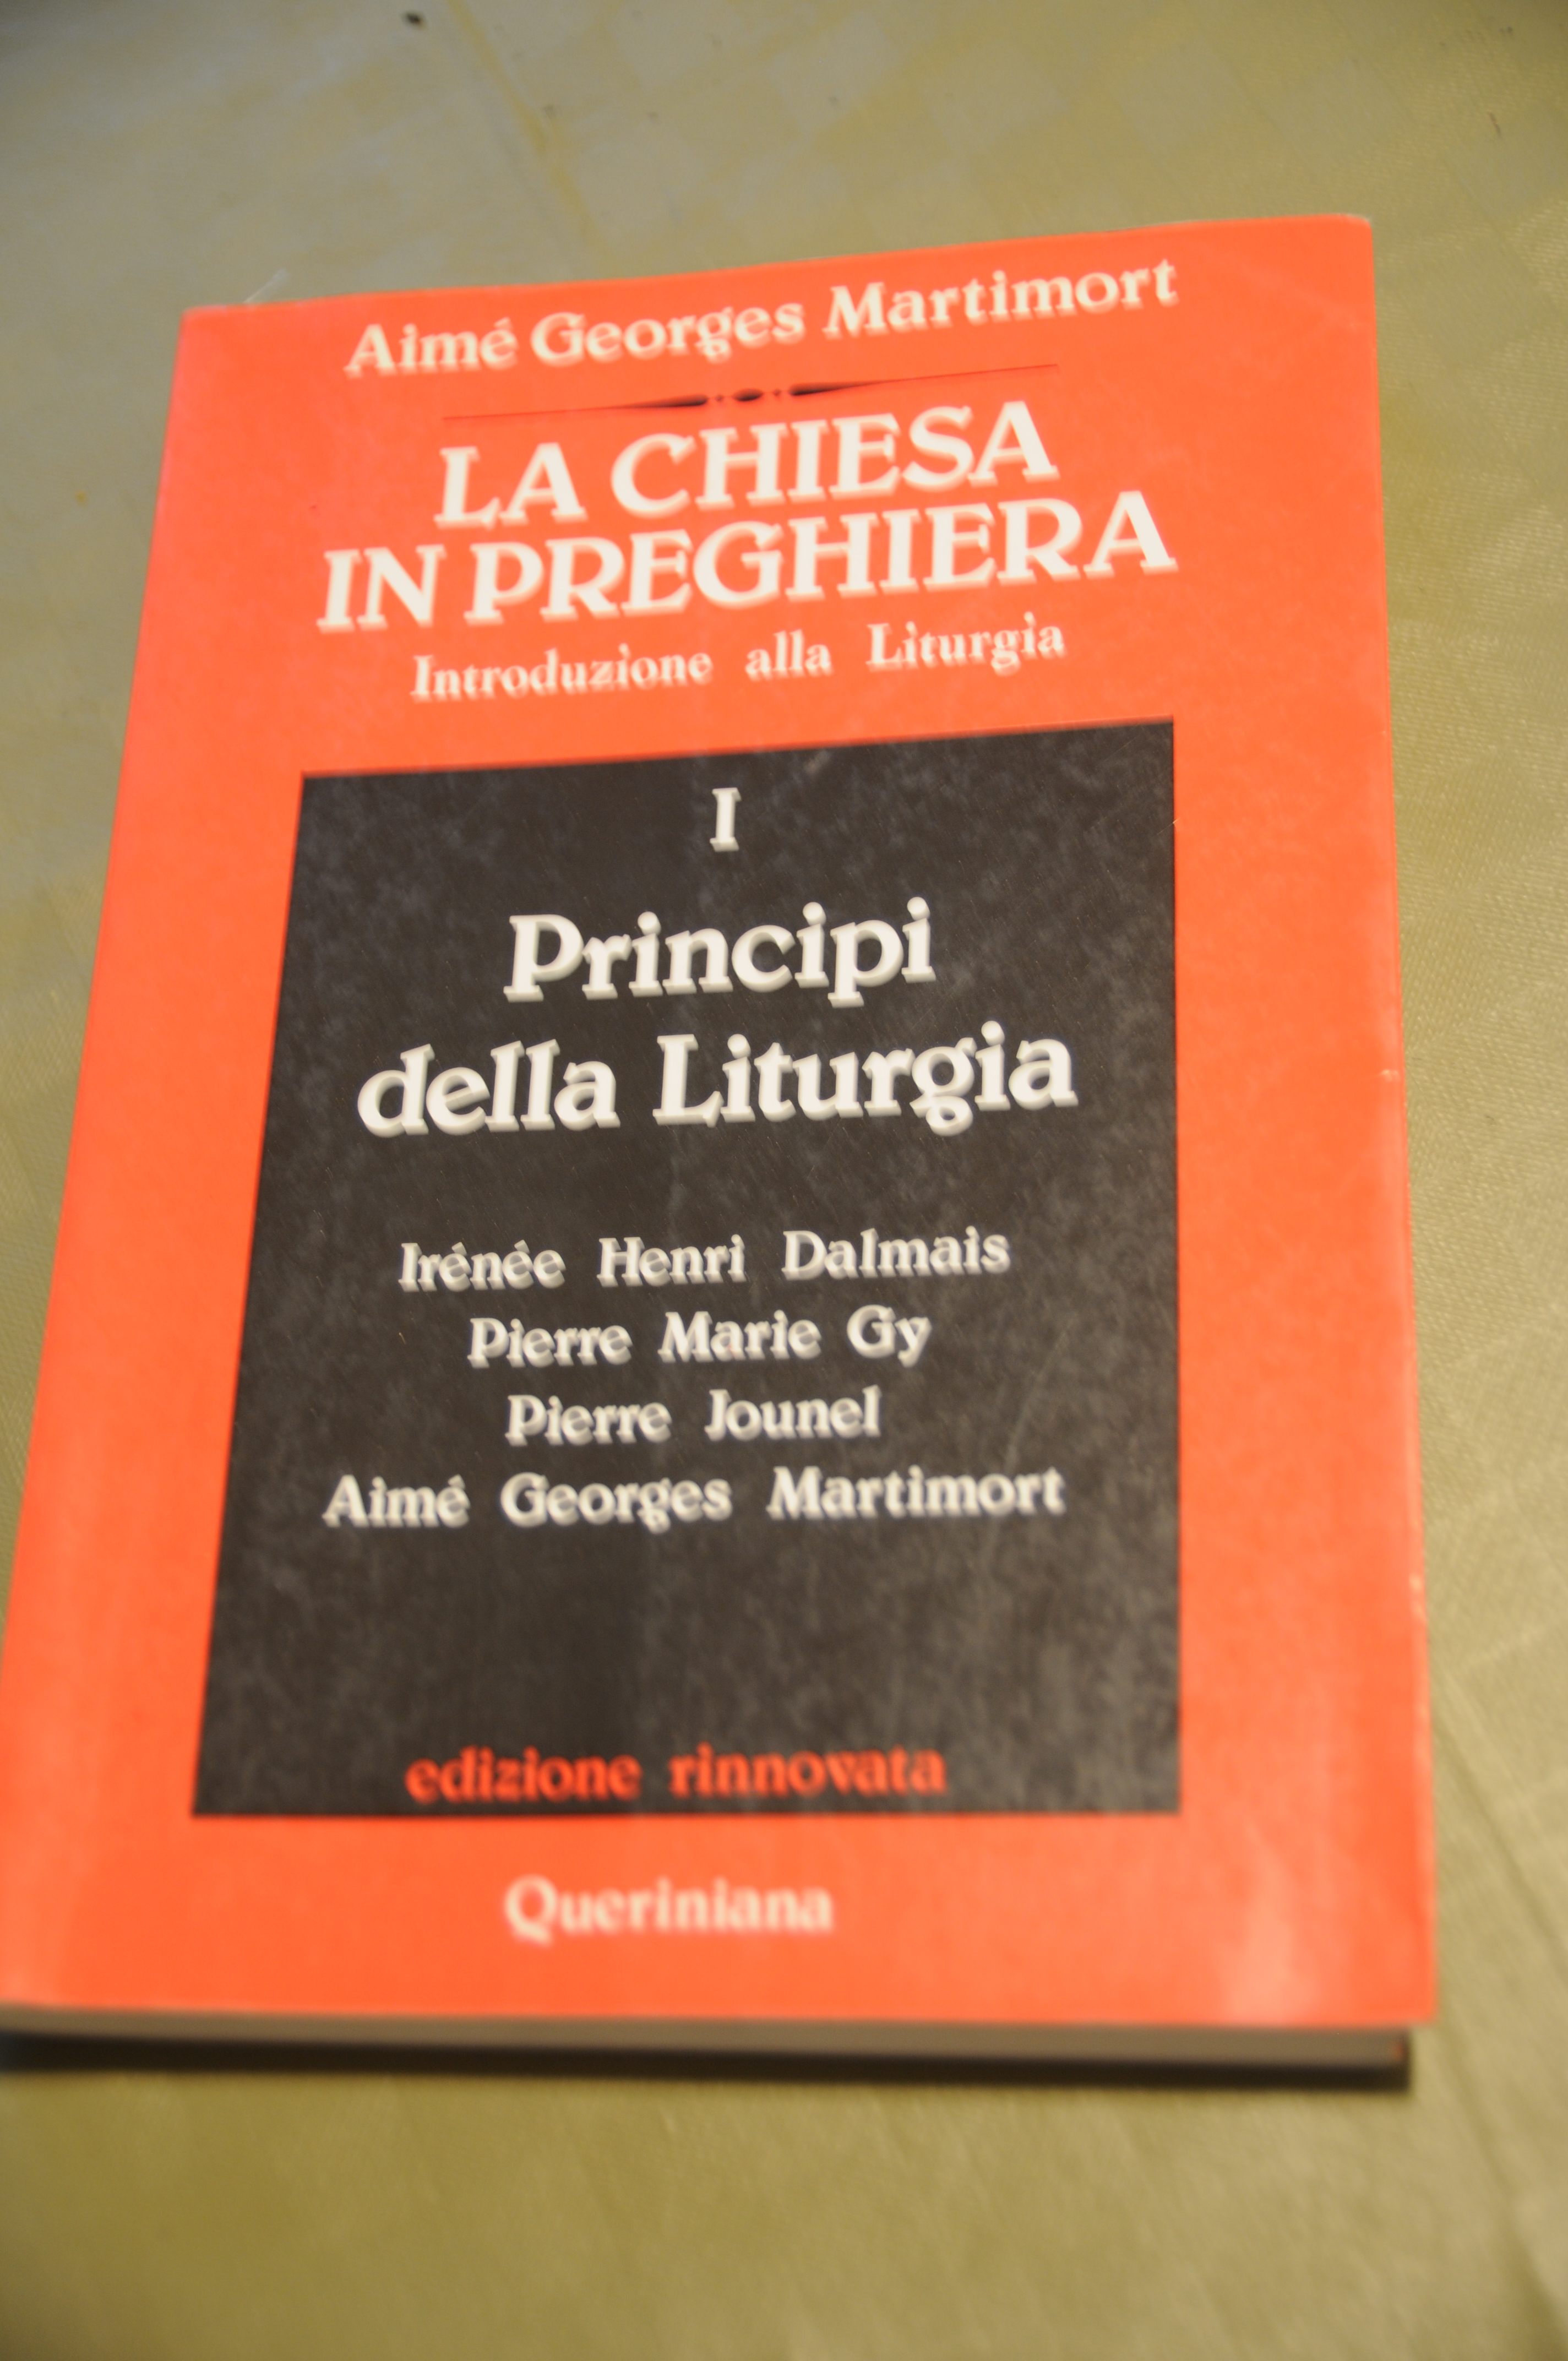 Aimé Georges Martimort
LA CHIESA
IN PREGHIERA
Introduzione alla Liturgia
I
Principi
della Liturgia
Irénée Henri Dalmais
Pierre Marie Gy
Pierre Jounel
Aimé Georges Martimort
edizione rinnovata
Queriniana